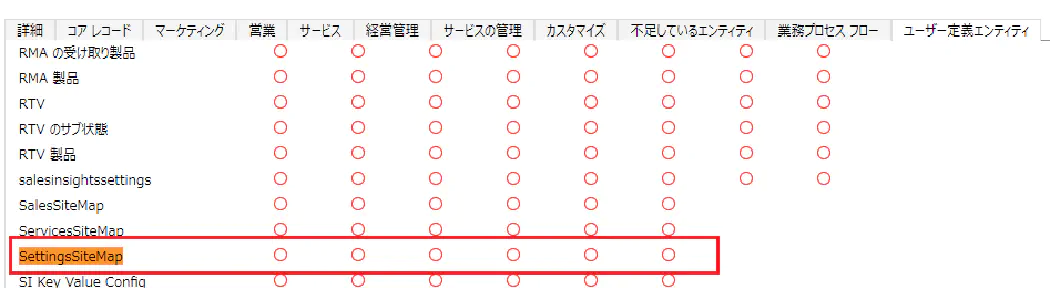 詳細 コア レコード マーケティング 営業 サービス 経営管理 サービスの管理 カスタマイズ 不足しているエンティティ 業務プロセス フロー ユーザー定義エンティティ
RMA の受け取り製品
RMA 製品
RTV
RTV のサブ状態
RTV 製品
salesinsightssettings
SalesSiteMap
ServicesSiteMap
SettingsSiteMap
SI Key Value Config